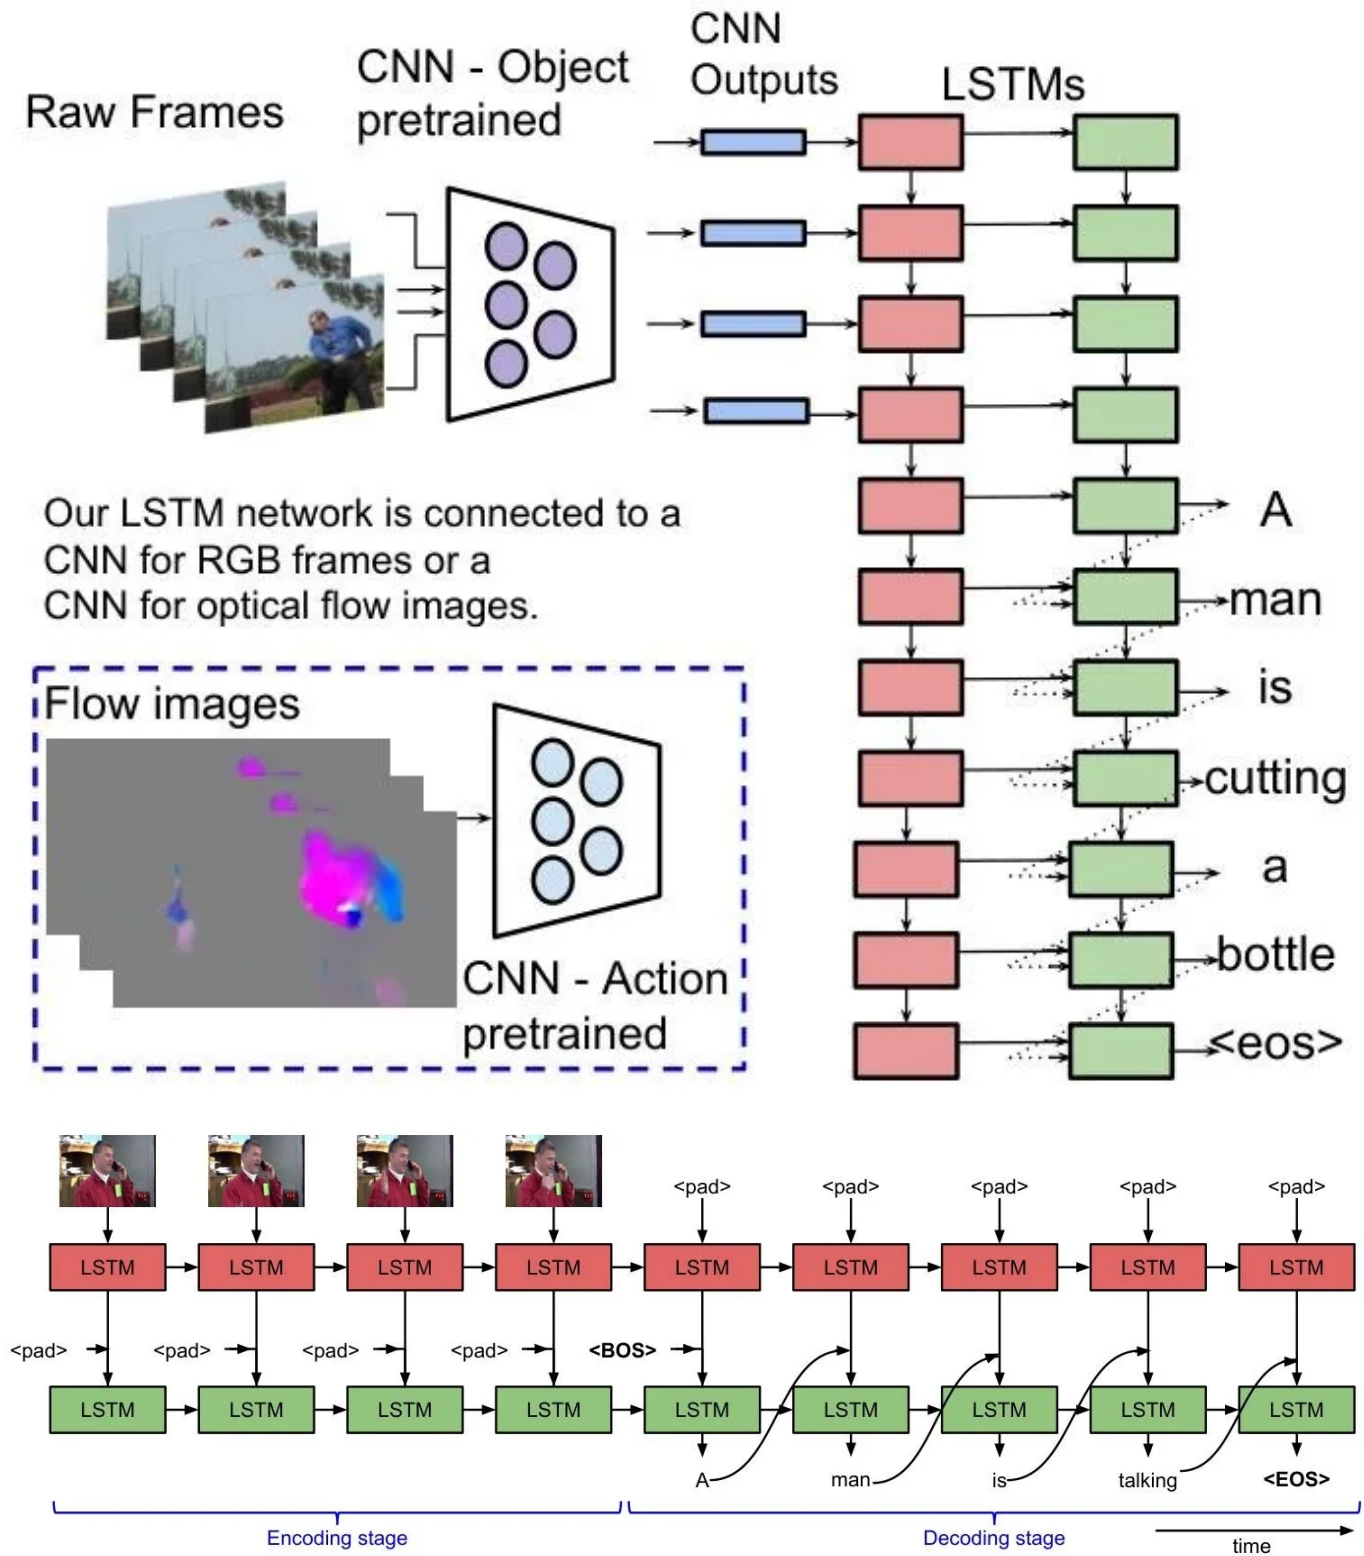 Raw Frames
CNN - Object
pretrained
CNN
Outputs
LSTMs
Our LSTM network is connected to a
CNN for RGB frames or a
CNN for optical flow images.
Flow images
CNN - Action
pretrained
A
man
is
cutting
a
bottle
<eos>
<pad> <pad> <pad> <pad> <pad>
LSTM LSTM LSTM LSTM LSTM LSTM LSTM LSTM LSTM
<pad> <pad> <pad> <pad> <BOS>
LSTM LSTM LSTM LSTM LSTM LSTM LSTM LSTM LSTM
A man is talking <EOS>
Encoding stage Decoding stage
time